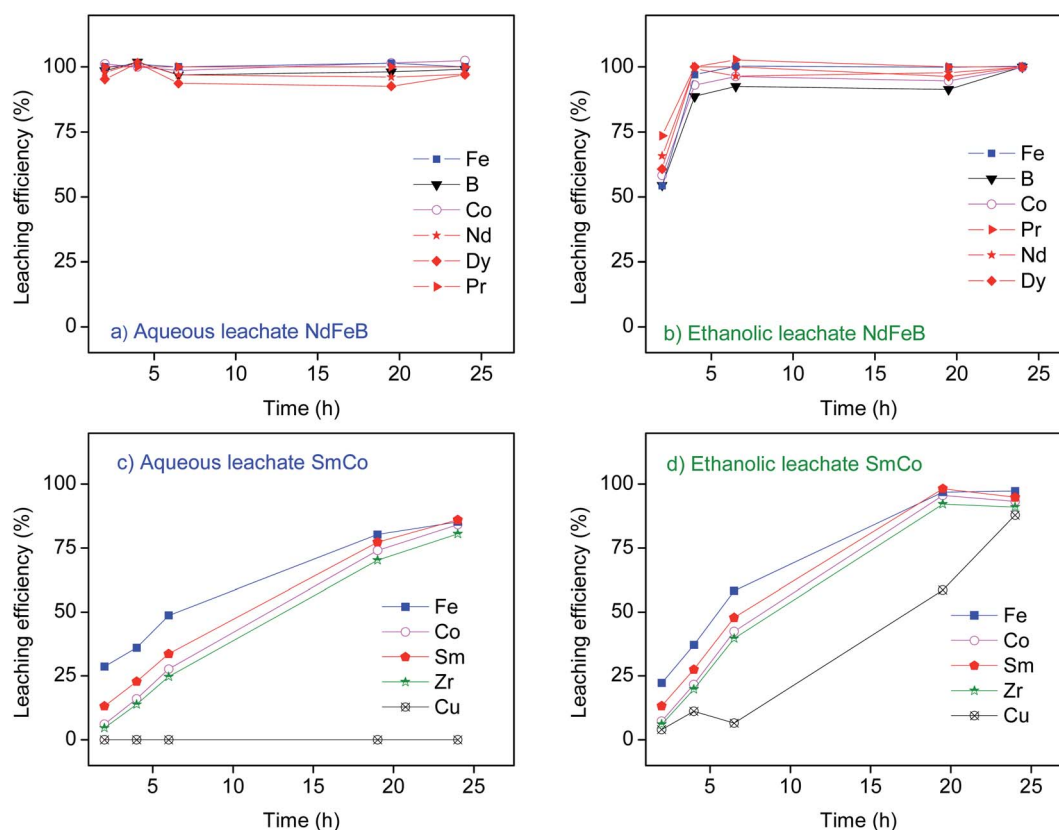 100
75
50
25
0
Leaching efficiency (%)
Fe
B
Co
Nd
Dy
Pr
a) Aqueous leachate NdFeB
5 10 15 20 25
Time (h)
100
75
50
25
0
Leaching efficiency (%)
Fe
B
Co
Pr
Nd
Dy
b) Ethanolic leachate NdFeB
5 10 15 20 25
Time (h)
c) Aqueous leachate SmCo
100
75
50
25
0
Leaching efficiency (%)
Fe
Co
Sm
Zr
Cu
5 10 15 20 25
Time (h)
d) Ethanolic leachate SmCo
100
75
50
25
0
Leaching efficiency (%)
Fe
Co
Sm
Zr
Cu
5 10 15 20 25
Time (h)